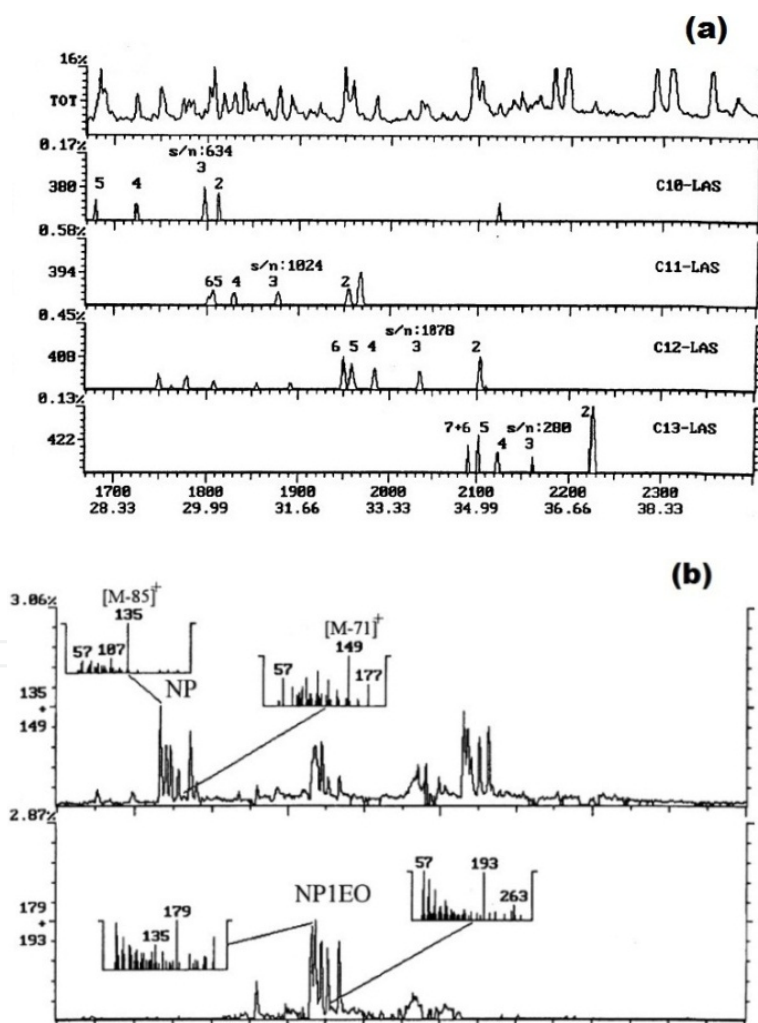 (a)
16%
TOT
0.17%
s/n:634
3
380
5 4 2
C10-LAS
0.50%
s/n:1024
394
65 4 3 2
C11-LAS
0.45%
s/n:1078
400
6 5 4 3 2
C12-LAS
0.13%
2
7+6 5 s/n:280
422
4 3
C13-LAS
1700 1800 1900 2000 2100 2200 2300
28.33 29.99 31.66 33.33 34.99 36.66 38.33
(b)
3.06%
[M-85]+
135
57 107
[M-71]+
149
57 177
NP
135
+
149
2.87%
57 193
263
NP1EO
179
135
179
+
193